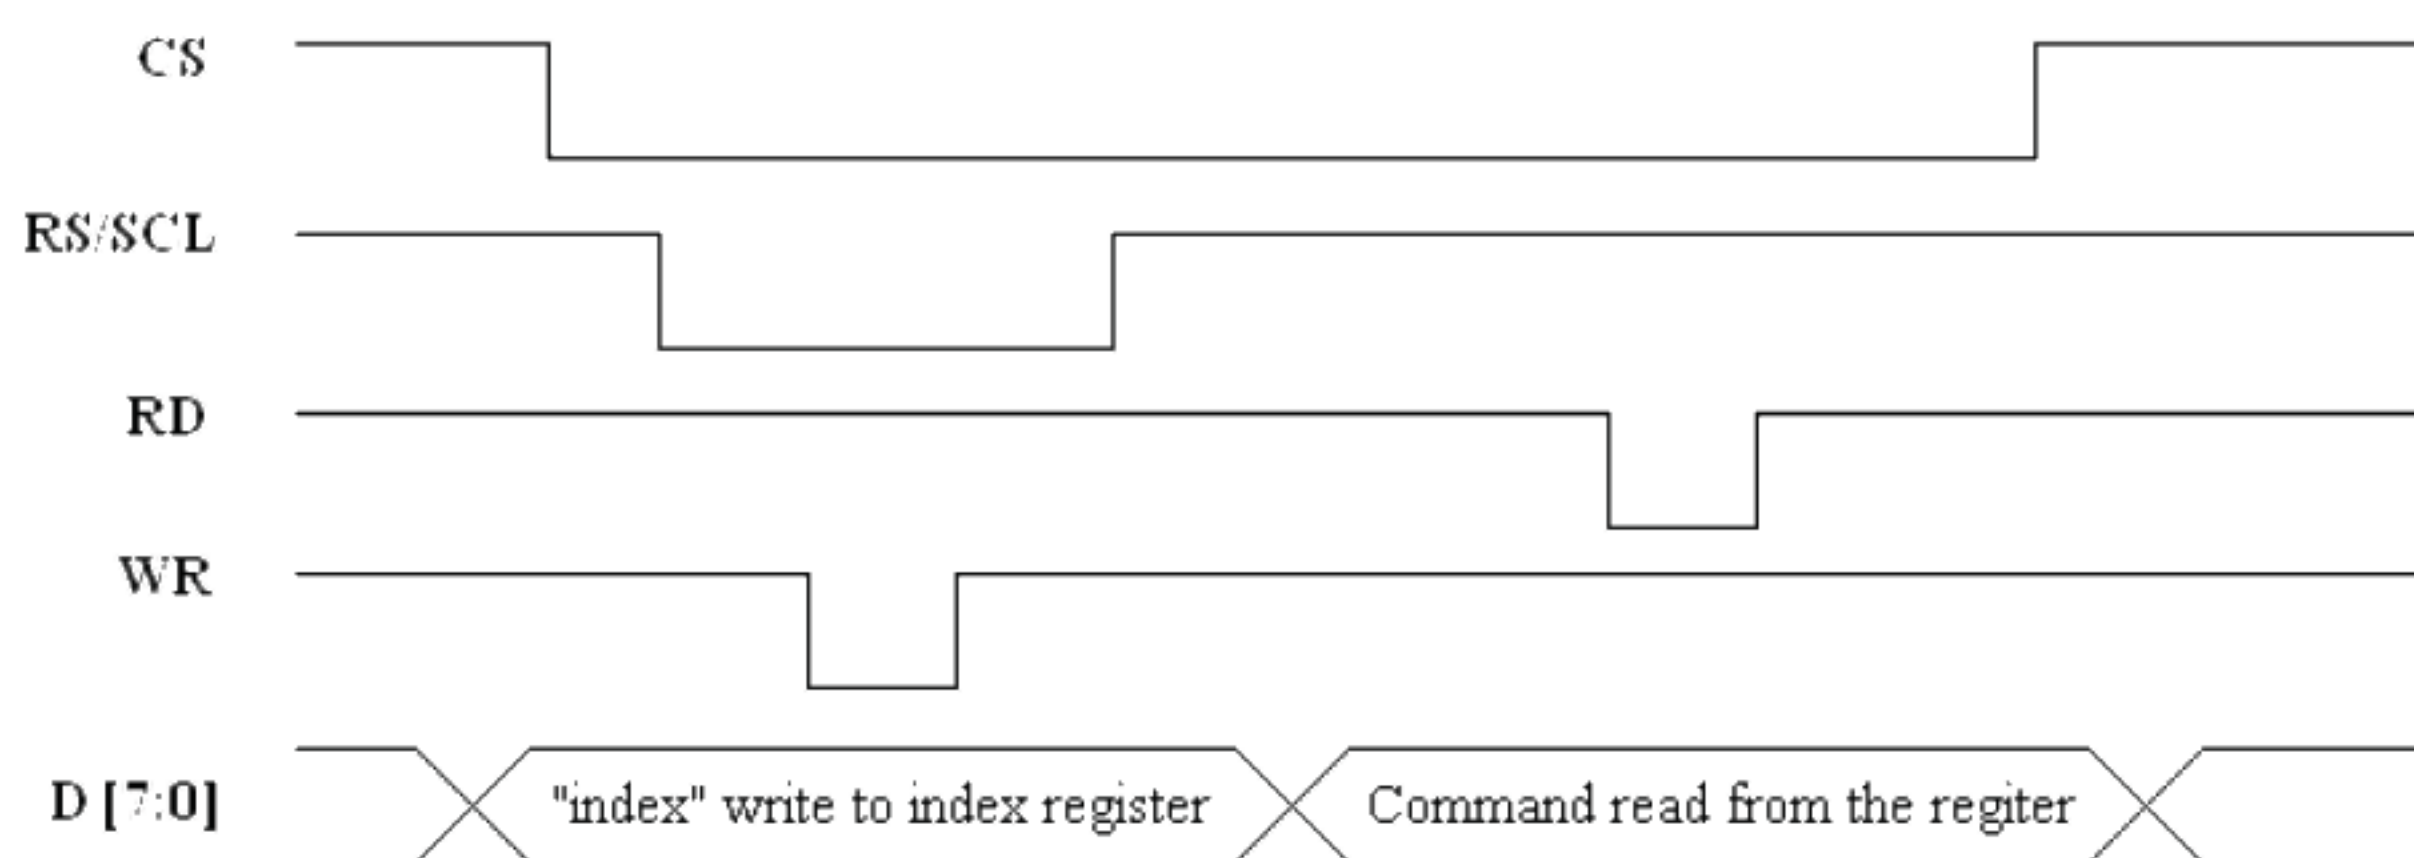 CS
RS/SCL
RD
WR
D [7:0] "index" write to index register Command read from the regiter